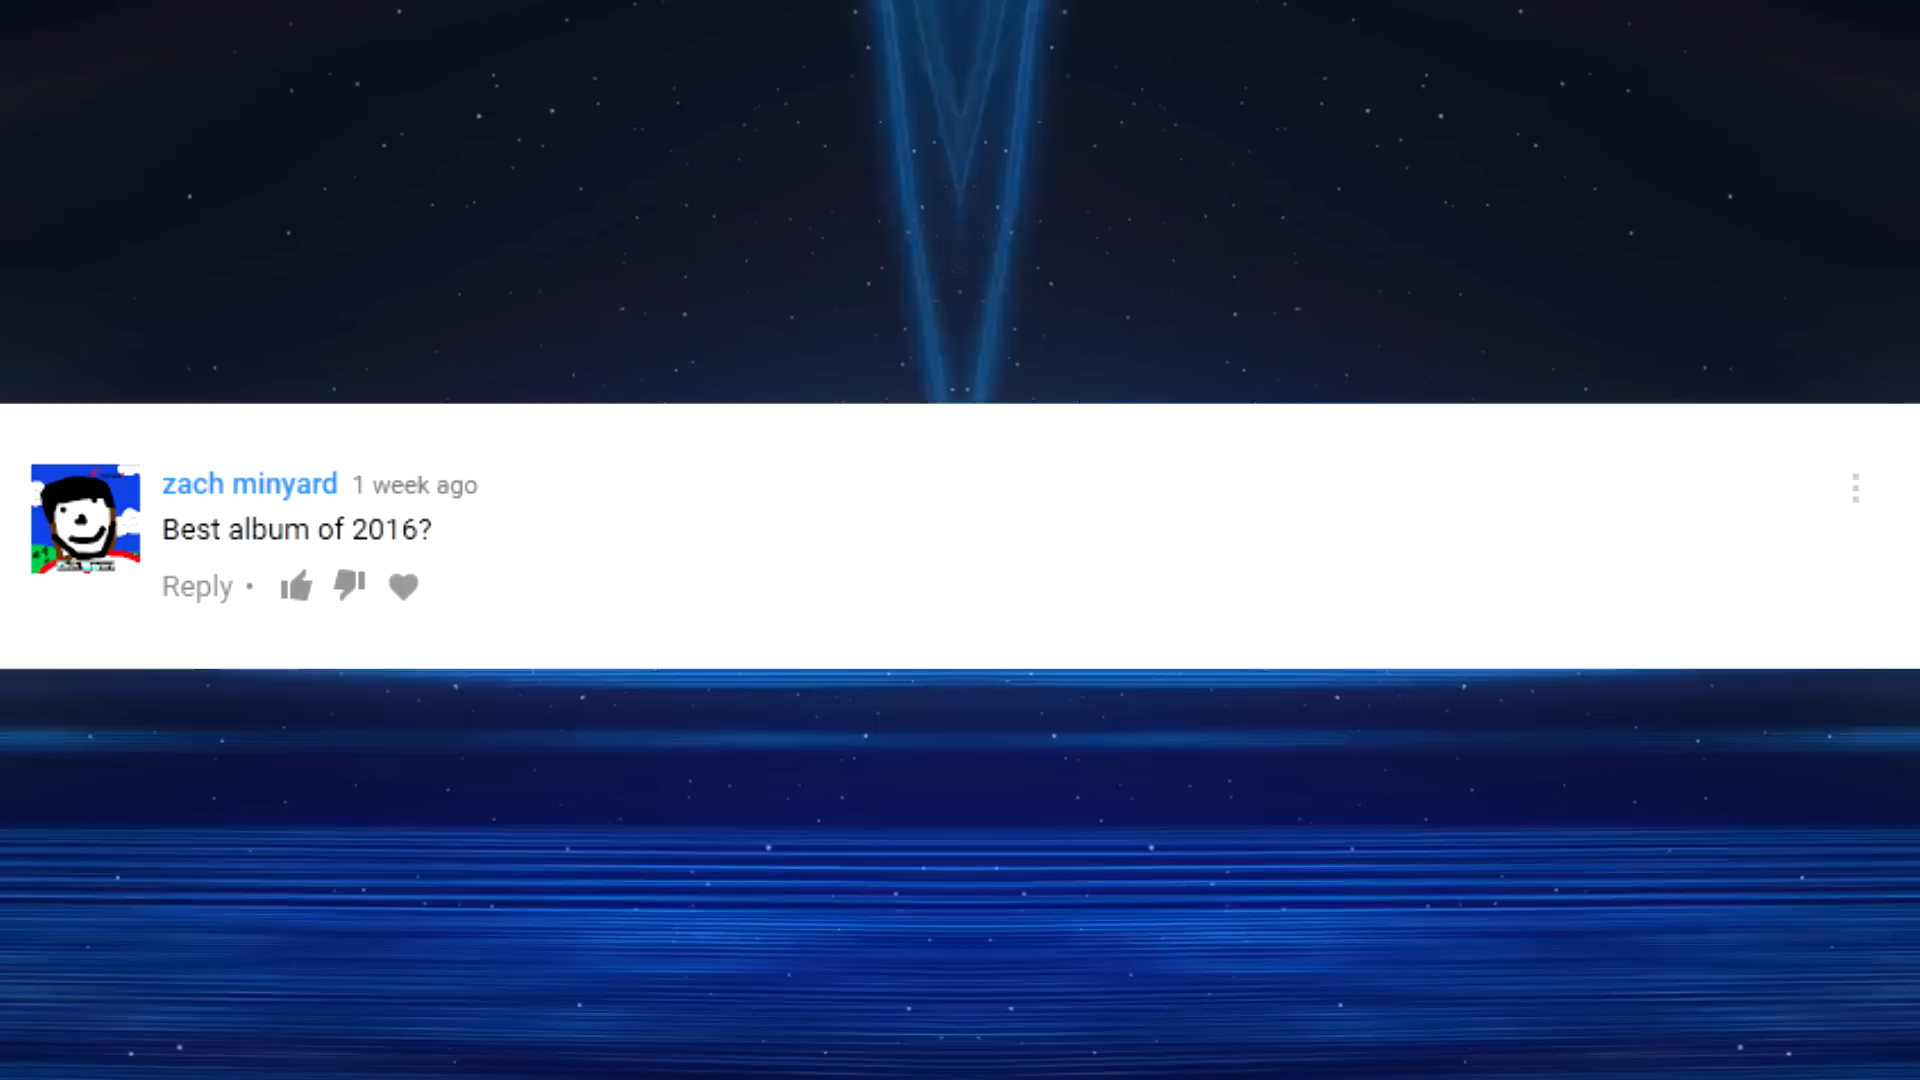 zach minyard 1 week ago
Best album of 2016?
Reply •